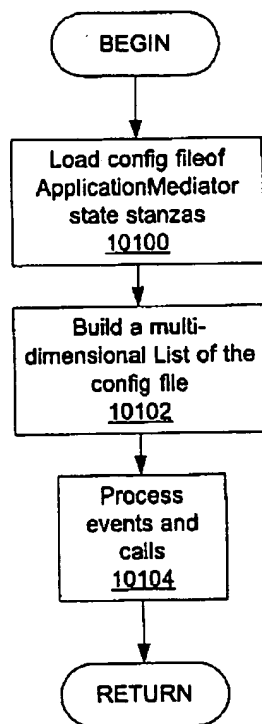 BEGIN
Load config fileof
ApplicationMediator
state stanzas
10100
Build a multi-
dimensional List of the
config file
10102
Process
events and
calls
10104
RETURN